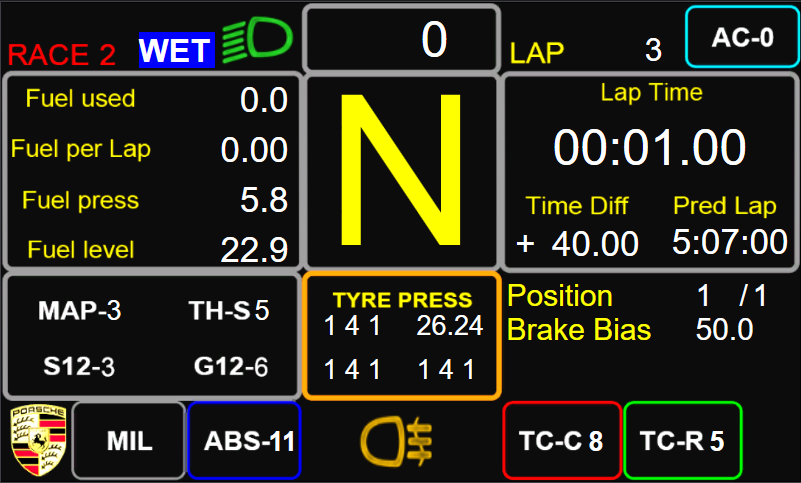 RACE 2 WET 0 LAP 3 AC-0
Fuel used 0.0
Fuel per Lap 0.00
Fuel press 5.8
Fuel level 22.9
N
Lap Time
00:01.00
Time Diff Pred Lap
+ 40.00 5:07:00
MAP-3 TH-S 5
S12-3 G12-6
TYRE PRESS
1 4 1 26.24
1 4 1 1 4 1
Position 1 / 1
Brake Bias 50.0
PORSCHE
MIL ABS-11 TC-C 8 TC-R 5